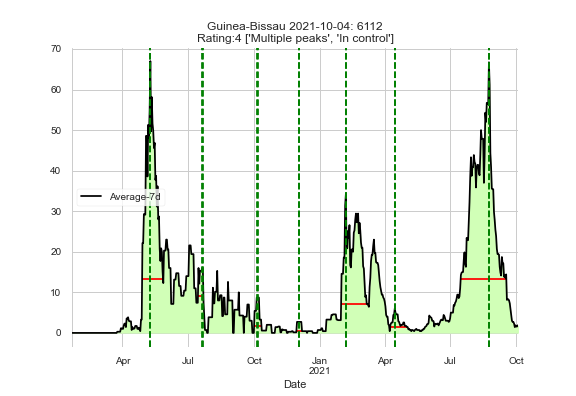 Guinea-Bissau 2021-10-04: 6112
Rating:4 ['Multiple peaks', 'In control']
70
60
50
40
30
20
10
0
Average-7d
Apr Jul Oct Jan Apr Jul Oct
2021
Date